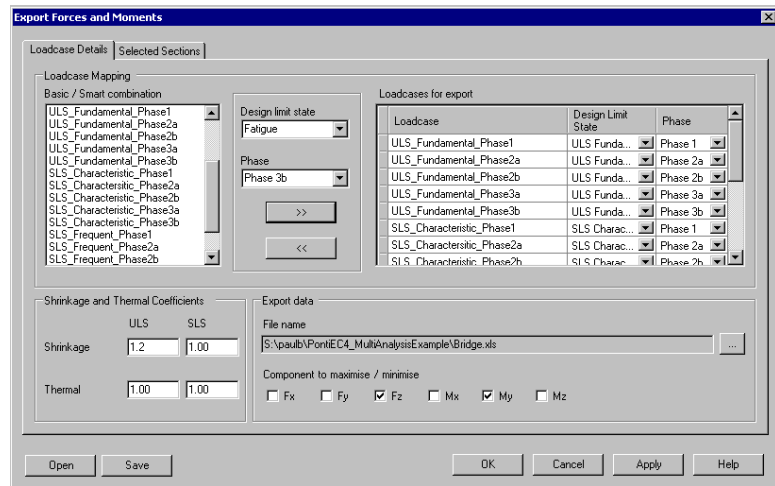 Export Forces and Moments
Loadcase Details Selected Sections
Loadcase Mapping
Basic / Smart combination
ULS_Fundamental_Phase1
ULS_Fundamental_Phase2a
ULS_Fundamental_Phase2b
ULS_Fundamental_Phase3a
ULS_Fundamental_Phase3b
SLS_Characteristic_Phase1
SLS_Charactersitic_Phase2a
SLS_Characteristic_Phase2b
SLS_Characteristic_Phase3a
SLS_Characteristic_Phase3b
SLS_Frequent_Phase1
SLS_Frequent_Phase2a
SLS_Frequent_Phase2b
Design limit state
Fatigue
Phase
Phase 3b
>>
<<
Loadcases for export
Loadcase Design Limit State Phase
ULS_Fundamental_Phase1 ULS Funda... Phase 1
ULS_Fundamental_Phase2a ULS Funda... Phase 2a
ULS_Fundamental_Phase2b ULS Funda... Phase 2b
ULS_Fundamental_Phase3a ULS Funda... Phase 3a
ULS_Fundamental_Phase3b ULS Funda... Phase 3b
SLS_Characteristic_Phase1 SLS Charac... Phase 1
SLS_Charactersitic_Phase2a SLS Charac... Phase 2a
SLS_Characteristic_Phase2b SLS Charac... Phase 2b
Shrinkage and Thermal Coefficients
ULS SLS
Shrinkage 1.2 1.00
Thermal 1.00 1.00
Export data
File name
S:\paulb\PontiEC4_MultiAnalysisExample\Bridge.xls ...
Component to maximise / minimise
Fx Fy Fz Mx My Mz
Open Save OK Cancel Apply Help